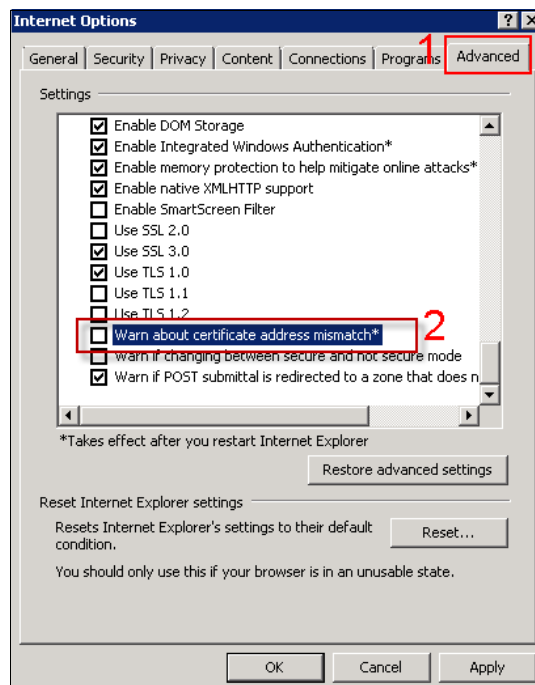 Internet Options
1
General Security Privacy Content Connections Programs Advanced
Settings
Enable DOM Storage
Enable Integrated Windows Authentication*
Enable memory protection to help mitigate online attacks*
Enable native XMLHTTP support
Enable SmartScreen Filter
Use SSL 2.0
Use SSL 3.0
Use TLS 1.0
Use TLS 1.1
Use TLS 1.2
Warn about certificate address mismatch* 2
Warn if changing between secure and not secure mode
Warn if POST submittal is redirected to a zone that does n
*Takes effect after you restart Internet Explorer
Restore advanced settings
Reset Internet Explorer settings
Resets Internet Explorer's settings to their default
condition.
Reset...
You should only use this if your browser is in an unusable state.
OK Cancel Apply